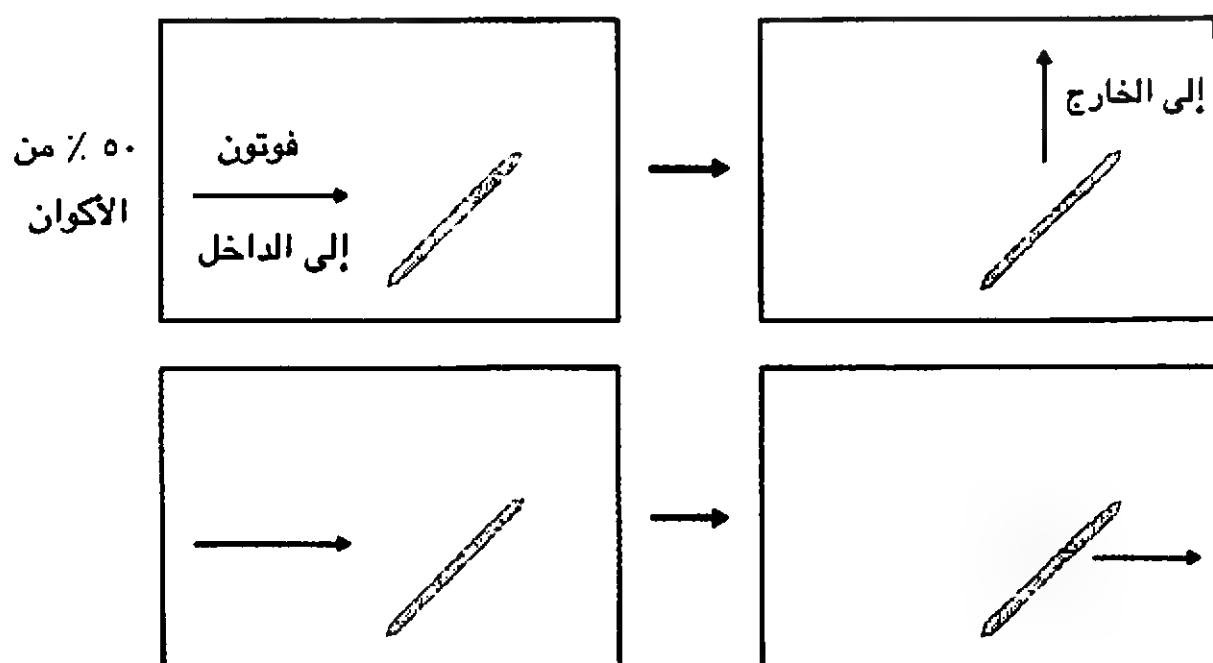 ٥٠ ٪ من
الأكوان
فوتون
إلى الداخل
إلى الخارج